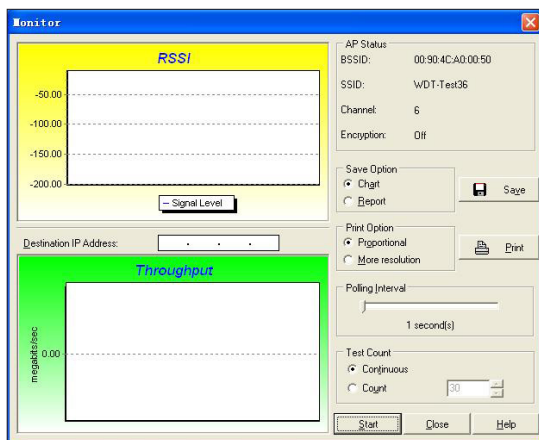 Monitor
RSSI
-50.00
-100.00
-150.00
-200.00
Signal Level
Destination IP Address:
. . .
Throughput
megabits/sec
0.00
AP Status
BSSID: 00:90:4C:A0:00:50
SSID: WDT-Test36
Channel: 6
Encryption: Off
Save Option
Chart
Report
Save
Print Option
Proportional
More resolution
Print
Polling Interval
1 second(s)
Test Count
Continuous
Count 30
Start Close Help